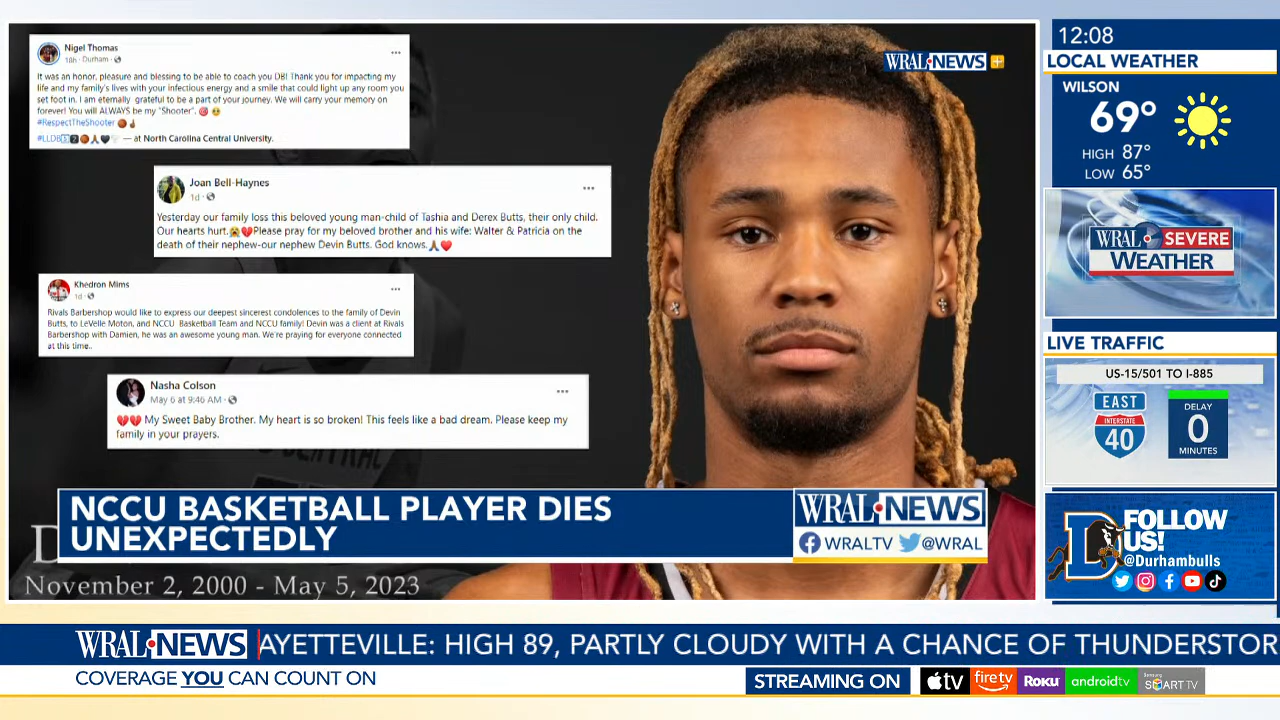 Nigel Thomas
18h · Durham ·
It was an honor, pleasure and blessing to be able to coach you DB! Thank you for impacting my
life and my family's lives with your infectious energy and a smile that could light up any room you
set foot in. I am eternally grateful to be a part of your journey. We will carry your memory on
forever! You will ALWAYS be my "Shooter". 🎯🥹
#RespectTheShooter 🏀
#LLDB — at North Carolina Central University.
Joan Bell-Haynes
1d ·
Yesterday our family loss this beloved young man-child of Tashia and Derex Butts, their only child.
Our hearts hurt.😭💔Please pray for my beloved brother and his wife: Walter & Patricia on the
death of their nephew-our nephew Devin Butts. God knows.🙏❤️
Khedron Mims
1d ·
Rivals Barbershop would like to express our deepest sincerest condolences to the family of Devin
Butts, to LeVelle Moton, and NCCU Basketball Team and NCCU family! Devin was a client at Rivals
Barbershop with Damien, he was an awesome young man. We're praying for everyone connected
at this time..
Nasha Colson
May 6 at 9:46 AM ·
💔💔 My Sweet Baby Brother. My heart is so broken! This feels like a bad dream. Please keep my
family in your prayers.
WRAL NEWS +
NCCU BASKETBALL PLAYER DIES
UNEXPECTEDLY
WRAL NEWS
WRALTV @WRAL
D
November 2, 2000 - May 5, 2023
12:08
LOCAL WEATHER
WILSON
69°
HIGH 87°
LOW 65°
WRAL SEVERE
WEATHER
LIVE TRAFFIC
US-15/501 TO I-885
EAST
INTERSTATE
40
DELAY
0
MINUTES
D
FOLLOW
US!
@Durhambulls
WRAL NEWS
AYETTEVILLE: HIGH 89, PARTLY CLOUDY WITH A CHANCE OF THUNDERSTOR
COVERAGE YOU CAN COUNT ON
STREAMING ON
tv
fire tv
Roku
androidtv
Samsung
SMART TV